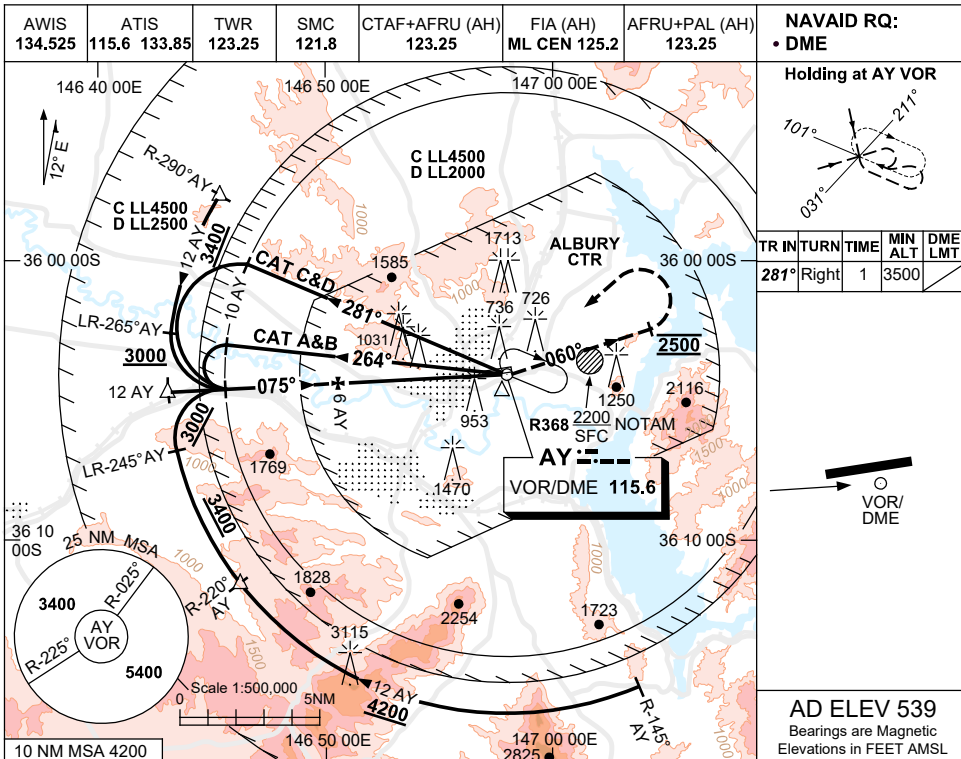 AWIS
134.525
ATIS
115.6 133.85
TWR
123.25
SMC
121.8
CTAF+AFRU (AH)
123.25
FIA (AH)
ML CEN 125.2
AFRU+PAL (AH)
123.25
NAVAID RQ:
• DME
Holding at AY VOR
101°
211°
031°
TR IN TURN TIME MIN ALT DME LMT
281° Right 1 3500
VOR/
DME
AD ELEV 539
Bearings are Magnetic
Elevations in FEET AMSL
146 40 00E
146 50 00E
147 00 00E
12° E
R-290°AY
C LL4500
D LL2500
C LL4500
D LL2000
1000
12 AY
3400
10 AY
CAT C&D
281°
1585
1713
1000
ALBURY
CTR
36 00 00S
36 00 00S
LR-265°AY
3000
CAT A&B
264°
1031
736
726
060°
2500
12 AY
075°
6 AY
3000
953
1250
2116
R368
2200
SFC
NOTAM
1500
1000
AY
VOR/DME 115.6
LR-245°AY
1000
1769
1470
3400
36 10
00S
36 10 00S
25 NM MSA
1000
R-220°
AY
1828
2254
1723
1000
3400
R-025°
AY
VOR
R-225°
5400
1500
3115
12 AY
4200
R-145°
AY
1000
Scale 1:500,000
0
5NM
10 NM MSA 4200
146 50 00E
147 00 00E
2825